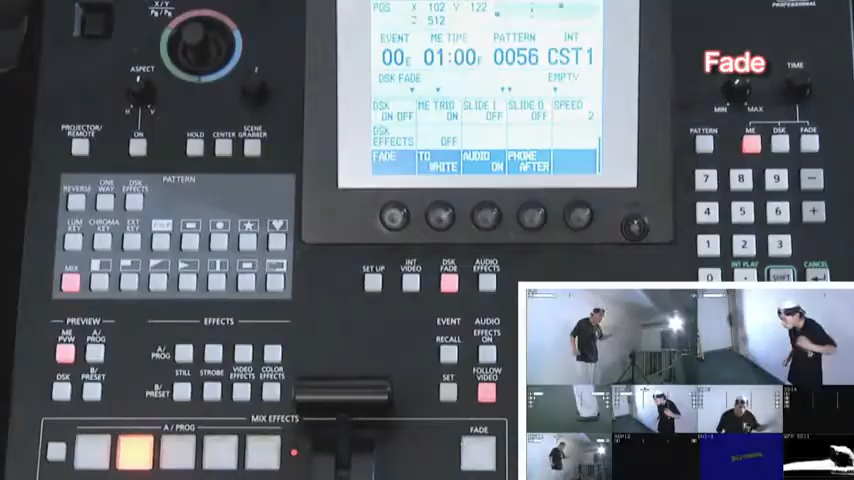 X/Y
PB/PR
ASPECT
Z
PROJECTOR/
REMOTE
ON
HOLD
CENTER
SCENE
GRABBER
POS X 102 Y 122
Z 512
EVENT ME TIME PATTERN INT
00E 01:00F 0056 CST1
DSK FADE EMPTY
DSK ME TRIG SLIDE I SLIDE O SPEED
ON OFF ON OFF OFF 2
DSK
EFFECTS OFF
FADE TO WHITE AUDIO ON PHONE AFTER
Fade
TIME
MIN MAX
PATTERN ME DSK FADE
7 8 9 −
4 5 6 +
1 2 3
INT PLAY CANCEL
0 . SHIFT
PATTERN
REVERSE
ONE
WAY
DSK
EFFECTS
LUM
KEY
CHROMA
KEY
EXT
KEY
MIX
SET UP
INT
VIDEO
DSK
FADE
AUDIO
EFFECTS
PREVIEW
ME
PVW
A/
PROG
DSK
B/
PRESET
EFFECTS
A/
PROG
STILL
STROBE
VIDEO
EFFECTS
COLOR
EFFECTS
B/
PRESET
EVENT
AUDIO
RECALL
EFFECTS
ON
SET
FOLLOW
VIDEO
MIX EFFECTS
A / PROG
FADE